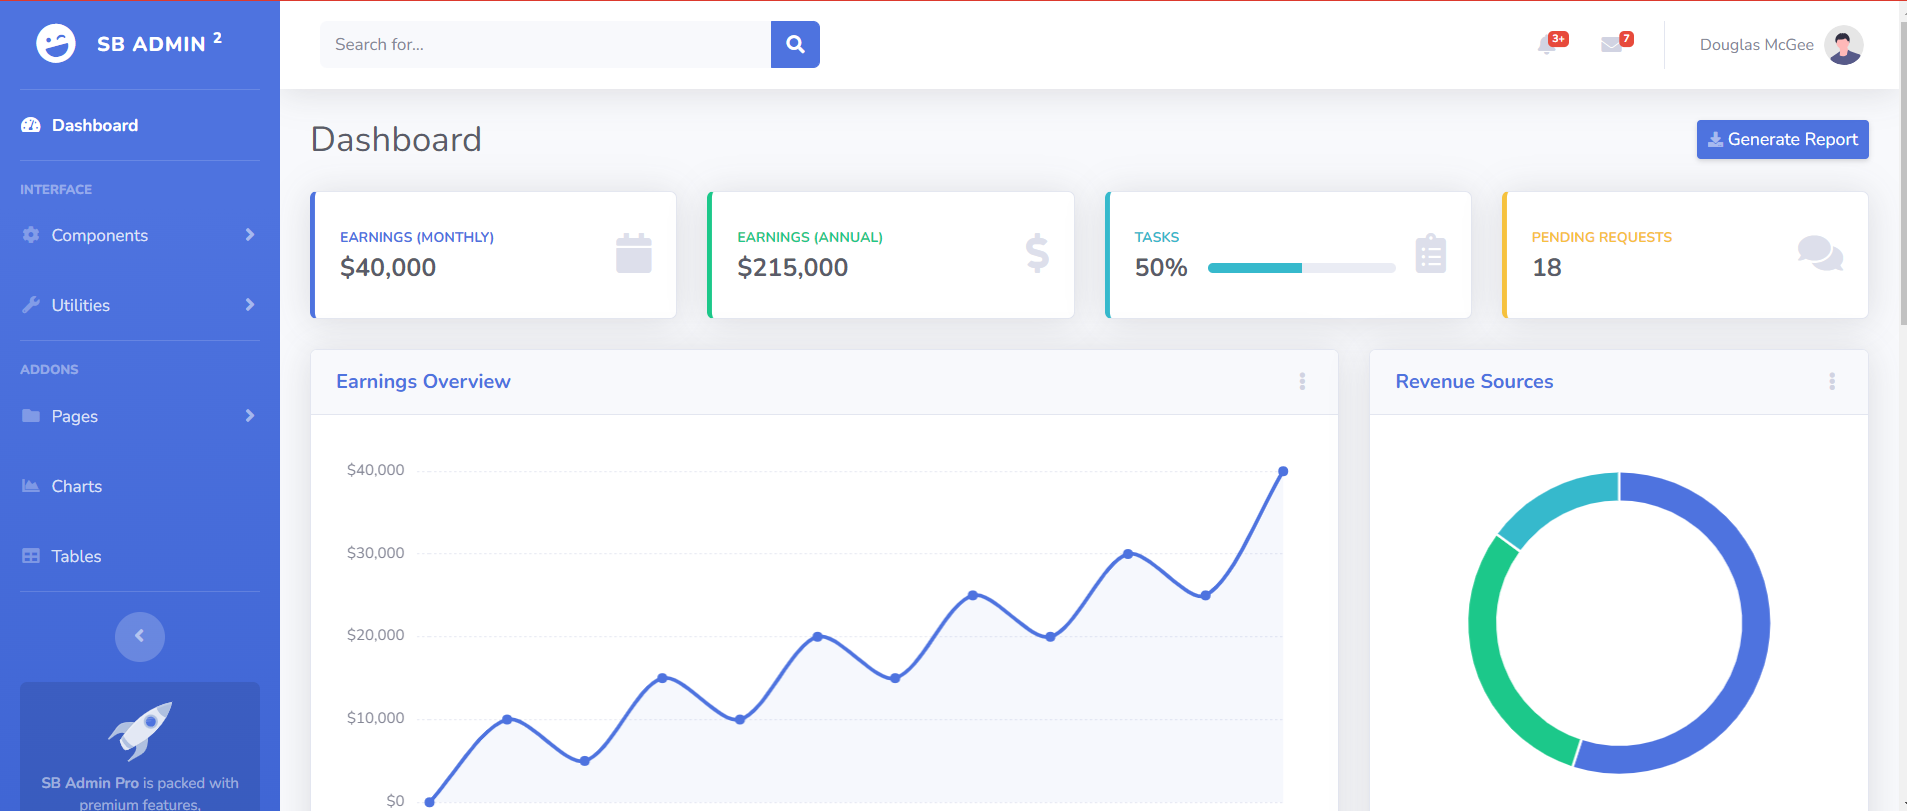 SB ADMIN 2
Search for...
3+
7
Douglas McGee
Dashboard
INTERFACE
Components
Utilities
ADDONS
Pages
Charts
Tables
SB Admin Pro is packed with
premium features,
Dashboard
Generate Report
EARNINGS (MONTHLY)
$40,000
EARNINGS (ANNUAL)
$215,000
TASKS
50%
PENDING REQUESTS
18
Earnings Overview
$40,000
$30,000
$20,000
$10,000
$0
Revenue Sources